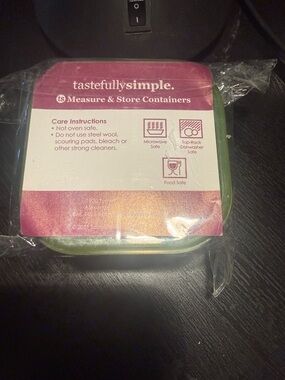 tastefullysimple.
Measure & Store Containers
Care Instructions
• Not oven safe.
• Do not use steel wool,
scouring pads, bleach or
other strong cleaners.
Microwave
Safe
Top-Rack
Dishwasher
Safe
Food Safe